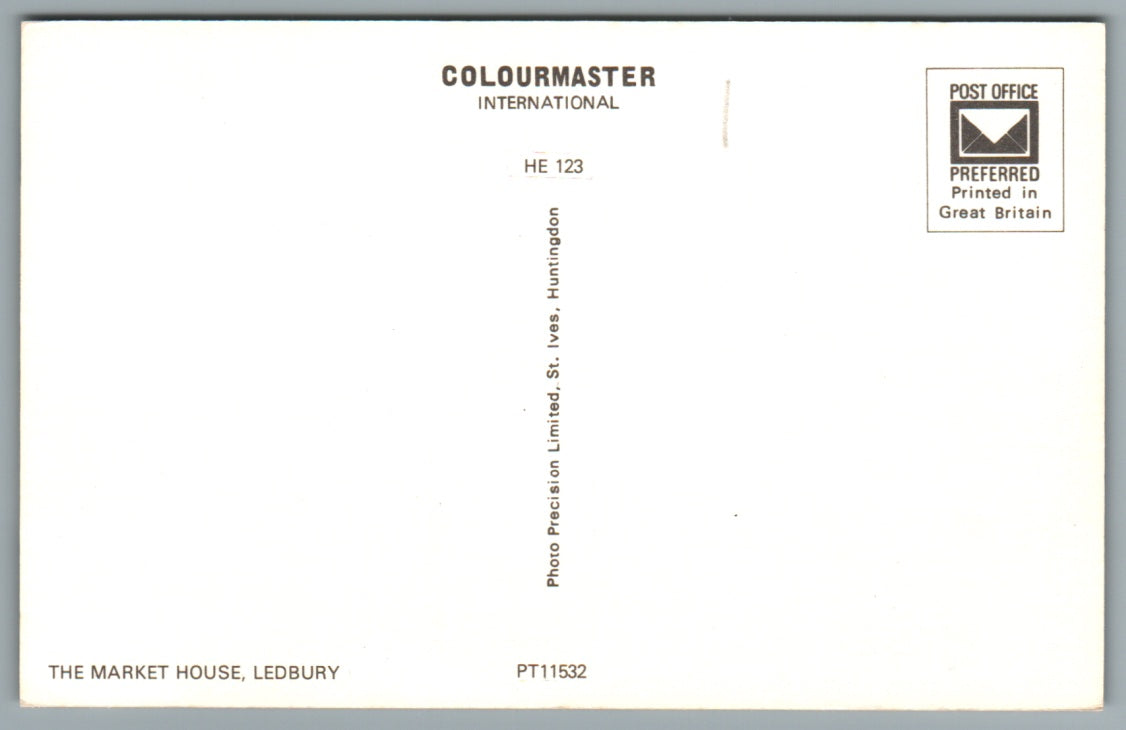 COLOURMASTER
INTERNATIONAL
HE 123
POST OFFICE
PREFERRED
Printed in
Great Britain
Photo Precision Limited, St. Ives, Huntingdon
THE MARKET HOUSE, LEDBURY
PT11532